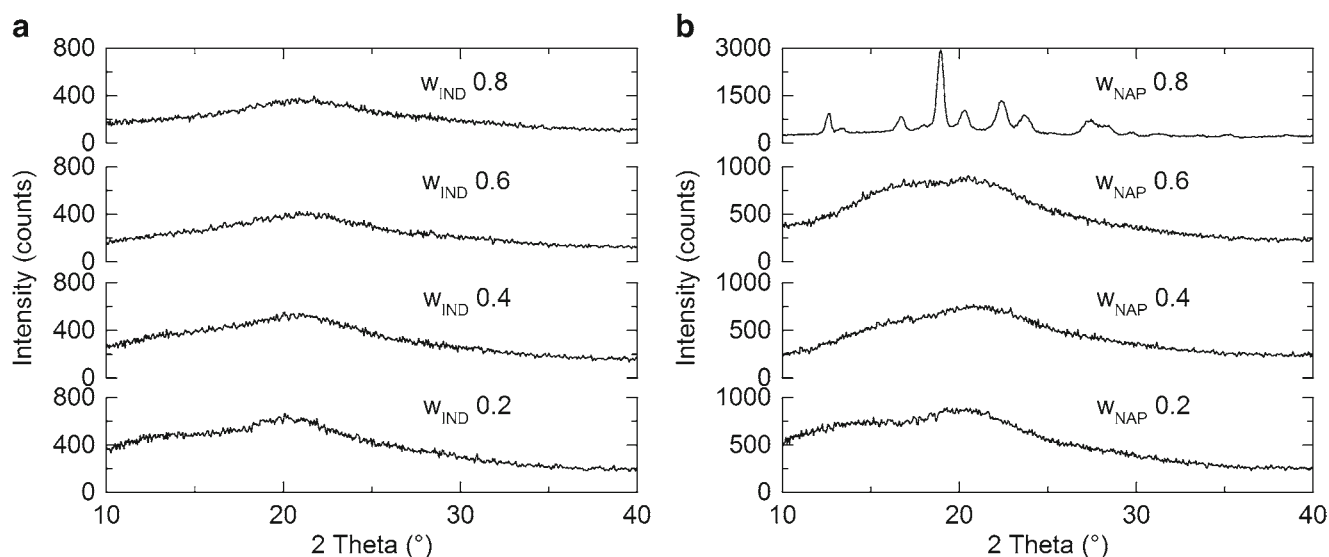 a
800
400
0
w_IND 0.8
800
400
0
w_IND 0.6
800
400
0
w_IND 0.4
800
400
0
w_IND 0.2
10 20 30 40
2 Theta (°)
Intensity (counts)
b
3000
1500
0
w_NAP 0.8
1000
500
0
w_NAP 0.6
1000
500
0
w_NAP 0.4
1000
500
0
w_NAP 0.2
10 20 30 40
2 Theta (°)
Intensity (counts)